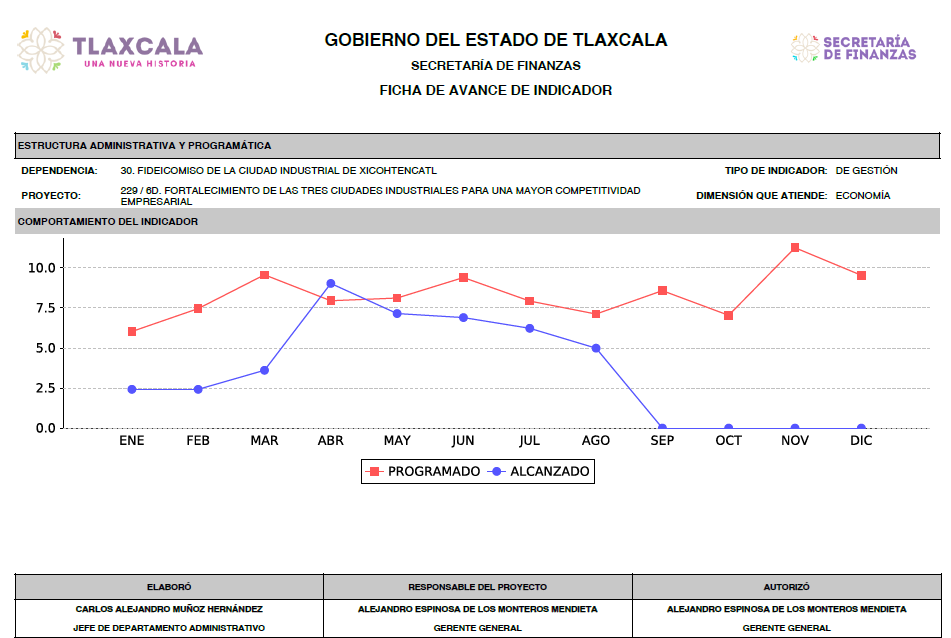 TLAXCALA
UNA NUEVA HISTORIA
GOBIERNO DEL ESTADO DE TLAXCALA
SECRETARÍA DE FINANZAS
FICHA DE AVANCE DE INDICADOR
SECRETARÍA
DE FINANZAS
ESTRUCTURA ADMINISTRATIVA Y PROGRAMÁTICA
DEPENDENCIA: 30. FIDEICOMISO DE LA CIUDAD INDUSTRIAL DE XICOHTENCATL TIPO DE INDICADOR: DE GESTIÓN
PROYECTO: 229 / 6D. FORTALECIMIENTO DE LAS TRES CIUDADES INDUSTRIALES PARA UNA MAYOR COMPETITIVIDAD
EMPRESARIAL
DIMENSIÓN QUE ATIENDE: ECONOMÍA
COMPORTAMIENTO DEL INDICADOR
10.0
7.5
5.0
2.5
0.0
ENE FEB MAR ABR MAY JUN JUL AGO SEP OCT NOV DIC
PROGRAMADO ALCANZADO
ELABORÓ RESPONSABLE DEL PROYECTO AUTORIZÓ
CARLOS ALEJANDRO MUÑOZ HERNÁNDEZ ALEJANDRO ESPINOSA DE LOS MONTEROS MENDIETA ALEJANDRO ESPINOSA DE LOS MONTEROS MENDIETA
JEFE DE DEPARTAMENTO ADMINISTRATIVO GERENTE GENERAL GERENTE GENERAL